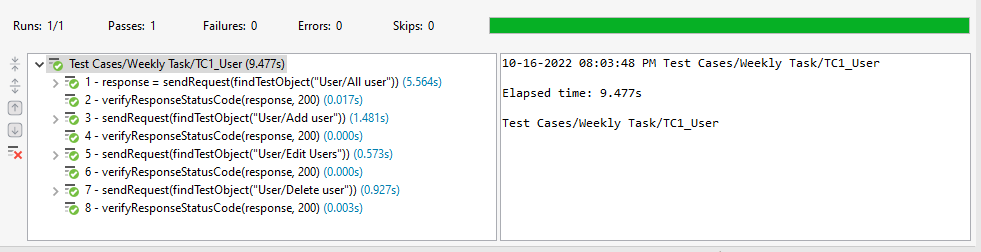 Runs: 1/1 Passes: 1 Failures: 0 Errors: 0 Skips: 0
Test Cases/Weekly Task/TC1_User (9.477s)
1 - response = sendRequest(findTestObject("User/All user")) (5.564s)
2 - verifyResponseStatusCode(response, 200) (0.017s)
3 - sendRequest(findTestObject("User/Add user")) (1.481s)
4 - verifyResponseStatusCode(response, 200) (0.000s)
5 - sendRequest(findTestObject("User/Edit Users")) (0.573s)
6 - verifyResponseStatusCode(response, 200) (0.000s)
7 - sendRequest(findTestObject("User/Delete user")) (0.927s)
8 - verifyResponseStatusCode(response, 200) (0.003s)
10-16-2022 08:03:48 PM Test Cases/Weekly Task/TC1_User
Elapsed time: 9.477s
Test Cases/Weekly Task/TC1_User